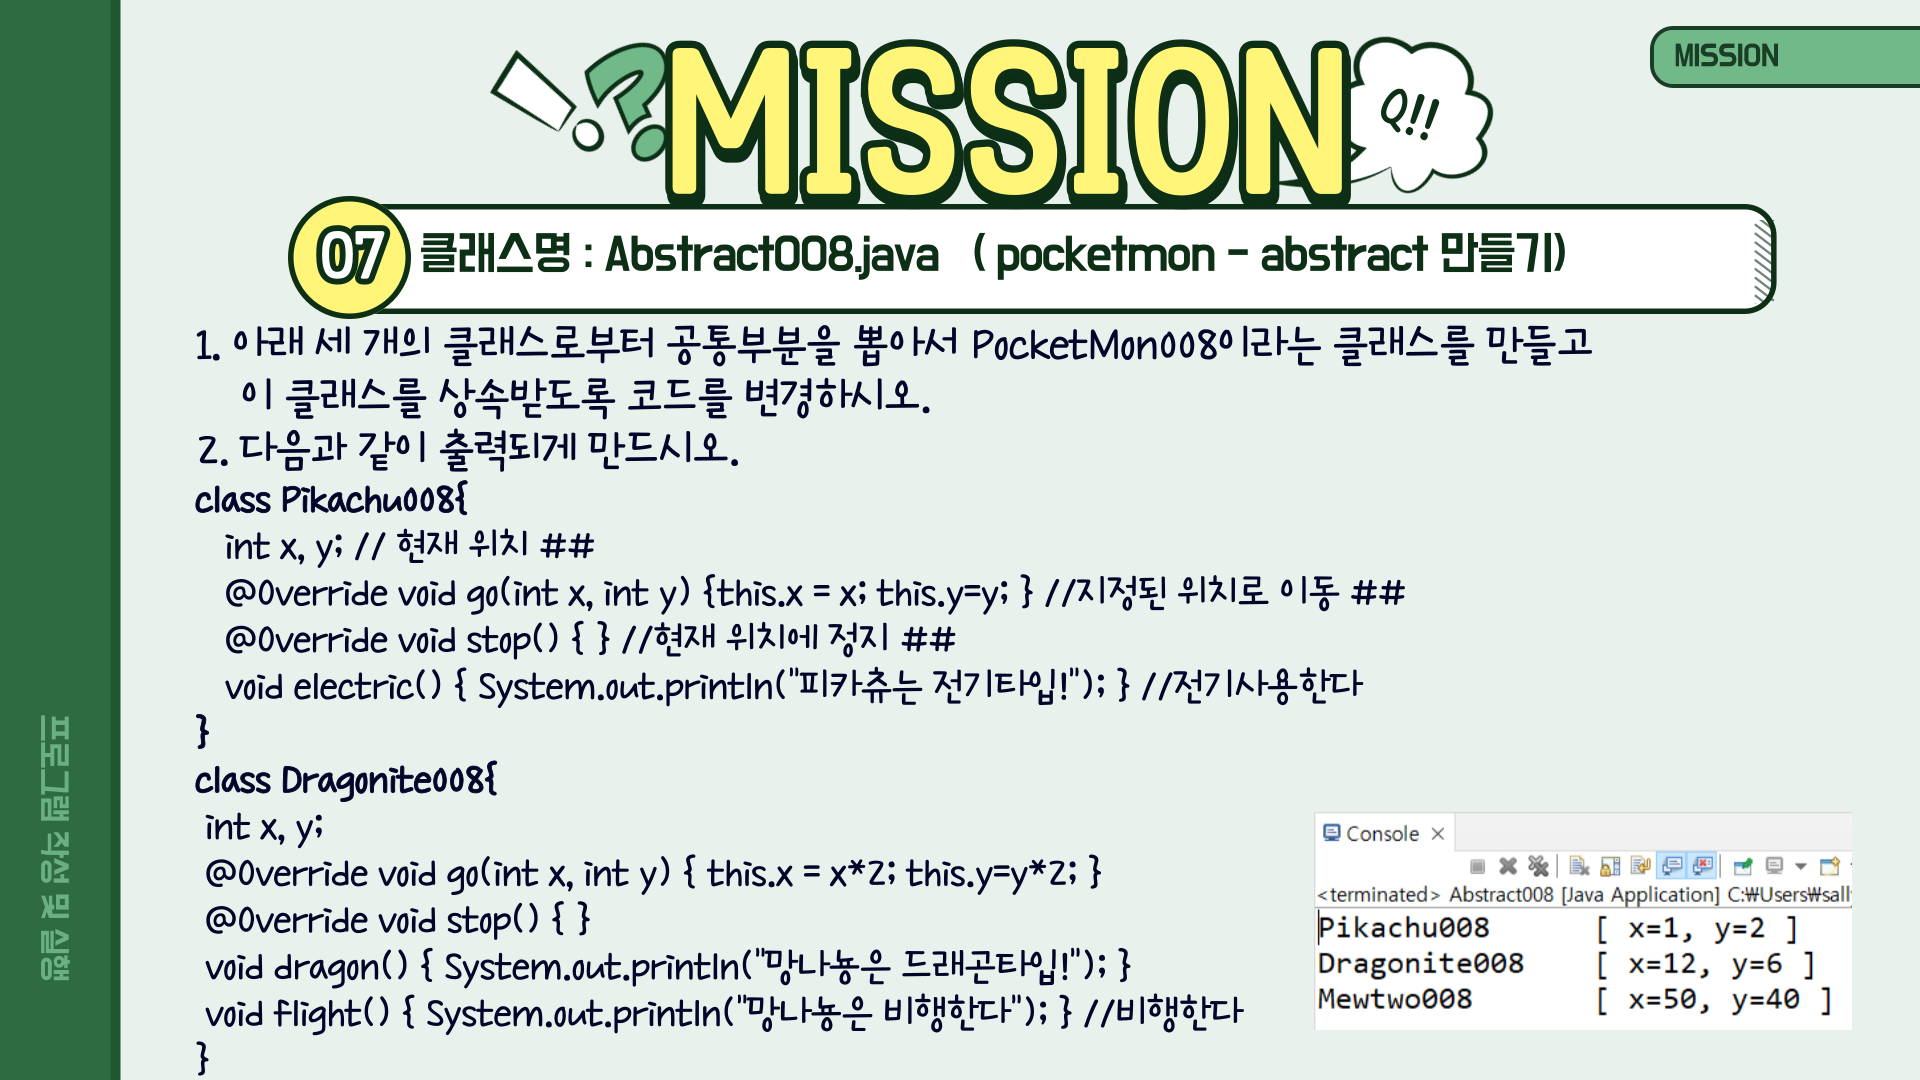 MISSION
MISSION
Q!!
07 클래스명 : Abstract008.java ( pocketmon - abstract 만들기)
1. 아래 세 개의 클래스로부터 공통부분을 뽑아서 PocketMon008이라는 클래스를 만들고
이 클래스를 상속받도록 코드를 변경하시오.
2. 다음과 같이 출력되게 만드시오.
class Pikachu008{
int x, y; // 현재 위치 ##
@Override void go(int x, int y) {this.x = x; this.y=y; } //지정된 위치로 이동 ##
@Override void stop() { } //현재 위치에 정지 ##
void electric() { System.out.println("피카츄는 전기타입!"); } //전기사용한다
}
class Dragonite008{
int x, y;
@Override void go(int x, int y) { this.x = x*2; this.y=y*2; }
@Override void stop() { }
void dragon() { System.out.println("망나뇽은 드래곤타입!"); }
void flight() { System.out.println("망나뇽은 비행한다"); } //비행한다
}
Console
<terminated> Abstract008 [Java Application] C:₩Users₩sall
Pikachu008 [ x=1, y=2 ]
Dragonite008 [ x=12, y=6 ]
Mewtwo008 [ x=50, y=40 ]
프로그램 작성 및 실행